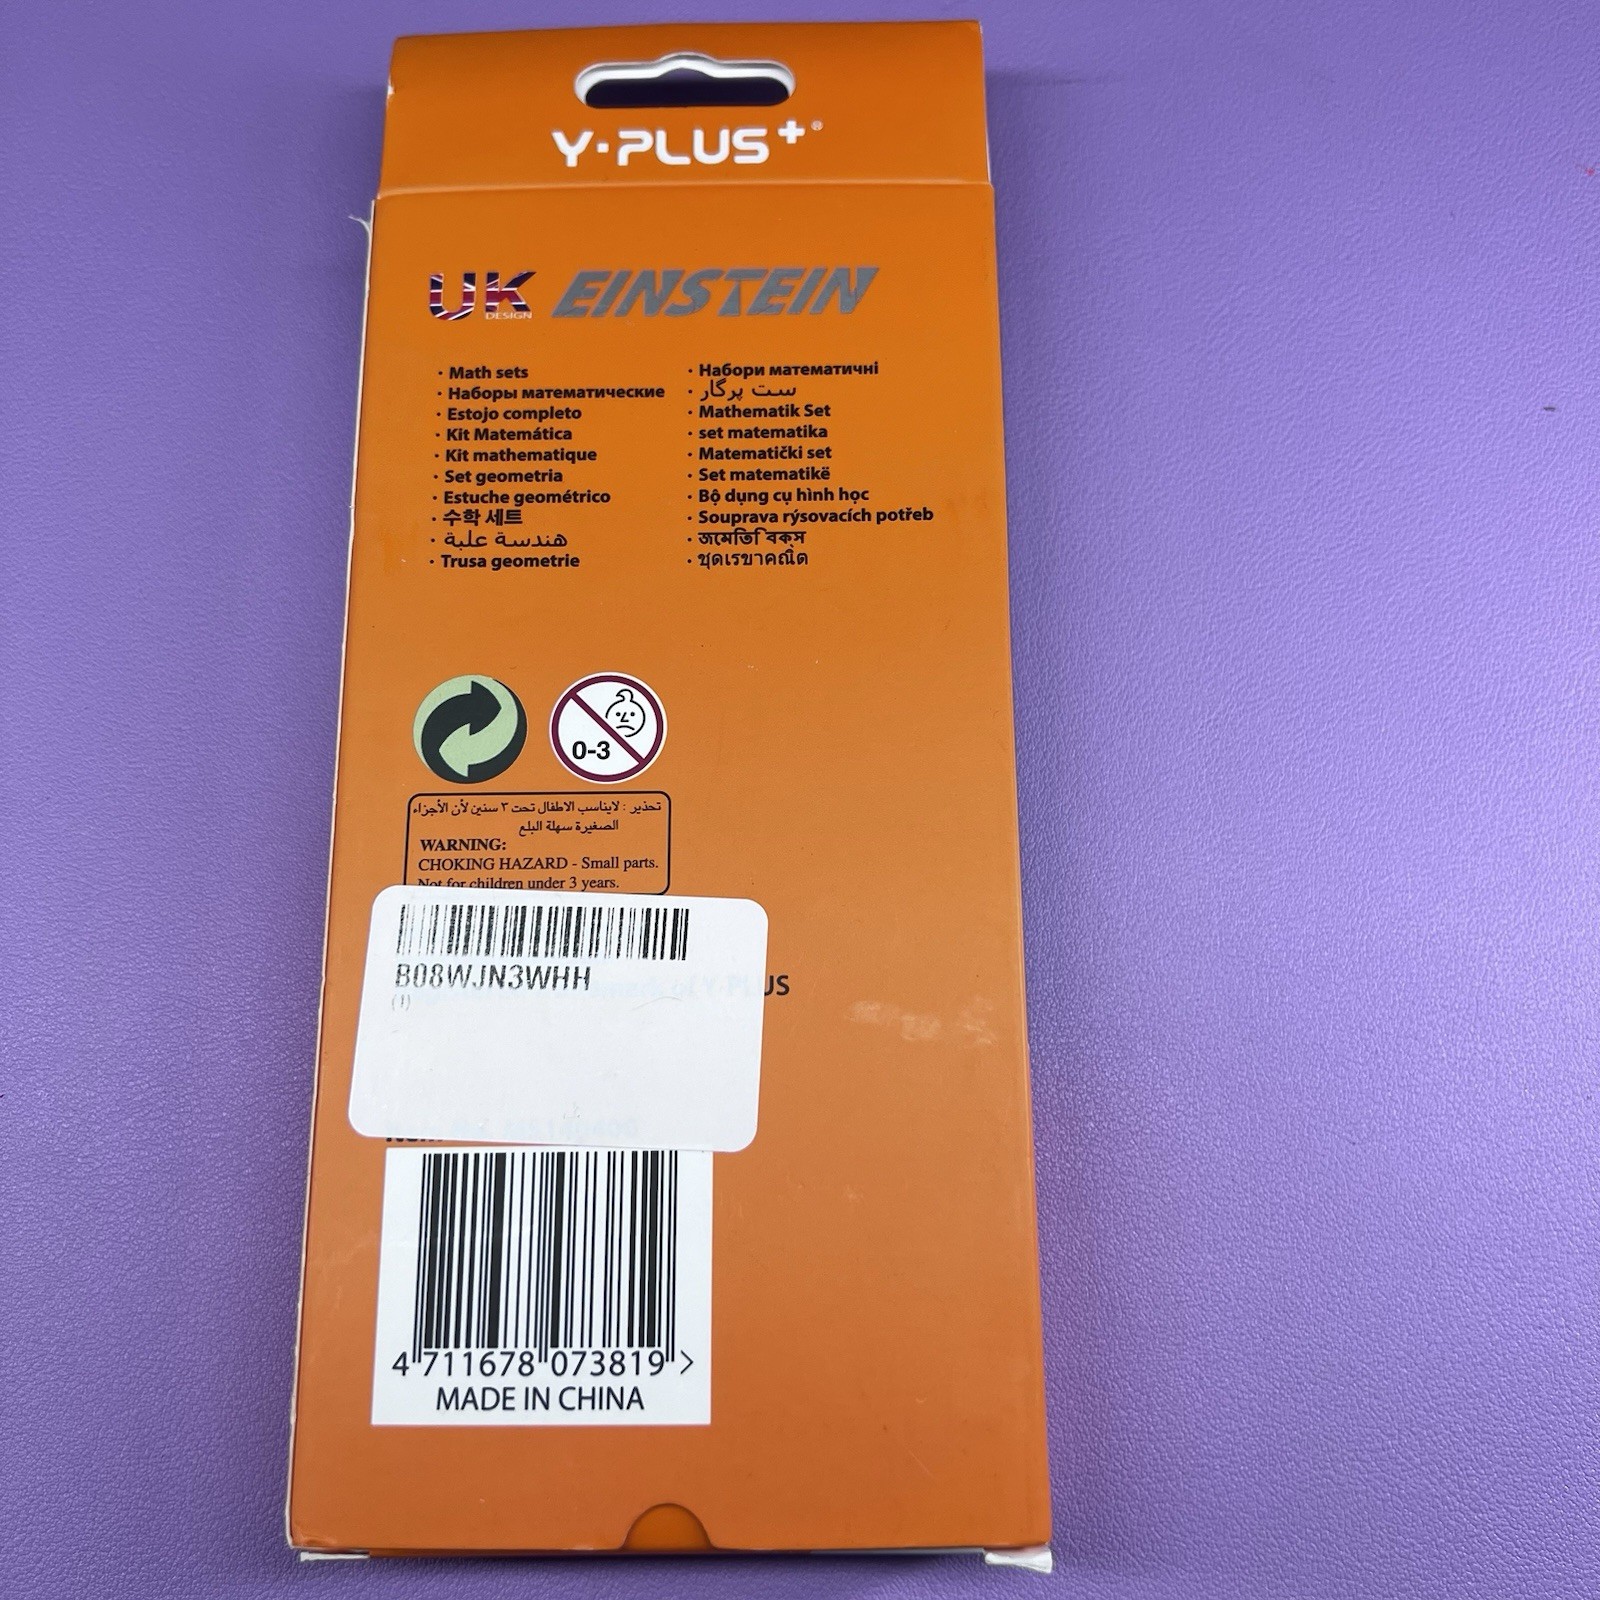 Y·PLUS+®
UK DESIGN EINSTEIN
· Math sets
· Наборы математические
· Estojo completo
· Kit Matemática
· Kit mathematique
· Set geometria
· Estuche geométrico
· 수학 세트
· هندسة علبة
· Trusa geometrie
· Набори математичні
· ست پرگار
· Mathematik Set
· set matematika
· Matematički set
· Set matematikë
· Bộ dụng cụ hình học
· Souprava rýsovacích potřeb
· জমেতিি বকস
· ชุดเรขาคณิต
0-3
تحذير : لايناسب الاطفال تحت ٣ سنين لأن الأجزاء
الصغيرة سهلة البلع
WARNING:
CHOKING HAZARD - Small parts.
Not for children under 3 years.
B08WJN3WHH
(1)
Y-PLUS
4 711678 073819 >
MADE IN CHINA